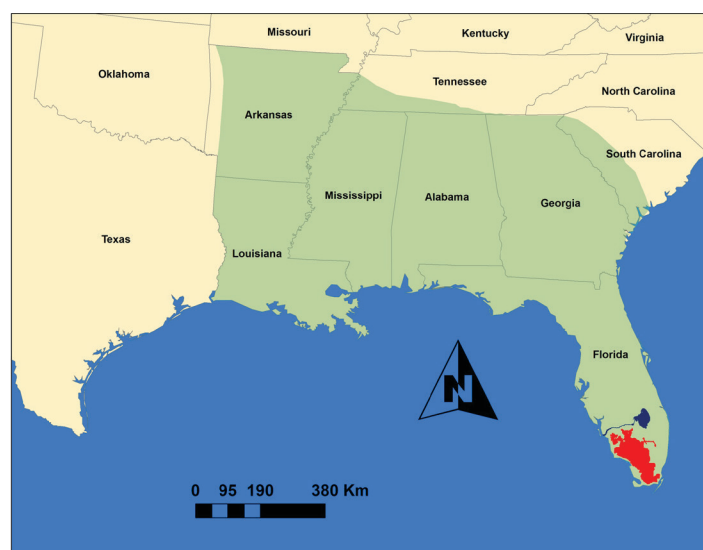 Missouri
Kentucky
Virginia
Oklahoma
Tennessee
North Carolina
Arkansas
South Carolina
Mississippi
Alabama
Georgia
Texas
Louisiana
Florida
N
0 95 190 380 Km